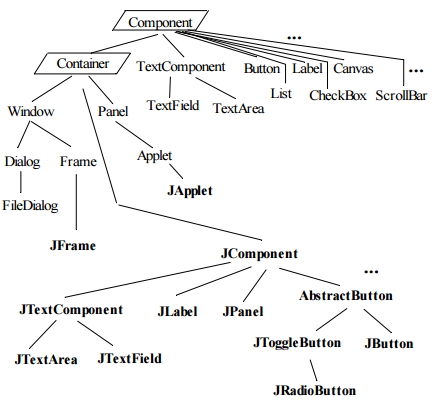 Component
...
Container
TextComponent
Button
Label
Canvas
...
List
CheckBox
ScrollBar
Window
Panel
TextField
TextArea
Dialog
Frame
Applet
FileDialog
JApplet
JFrame
JComponent
...
JTextComponent
JLabel
JPanel
AbstractButton
JTextArea
JTextField
JToggleButton
JButton
JRadioButton